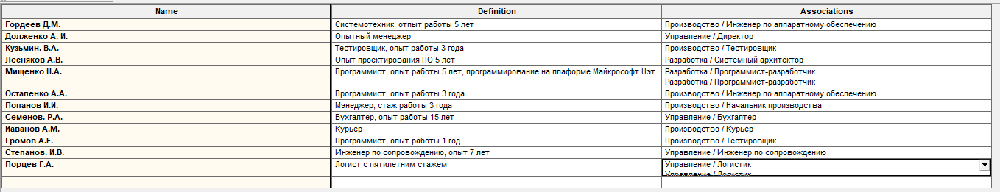 Name Definition Associations
Гордеев Д.М. Системотехник, отпыт работы 5 лет Производство / Инженер по аппаратному обеспечению
Долженко А. И. Опытный менеджер Управление / Директор
Кузьмин. В.А. Тестировщик, опыт работы 3 года Производство / Тестировщик
Лесняков А.В. Опыт проектирования ПО 5 лет Разработка / Системный архитектор
Мищенко Н.А. Программист, опыт работы 5 лет, программирование на плаформе Майкрософт Нэт Разработка / Программист-разработчик
Разработка / Программист-разработчик
Остапенко А.А. Программист, опыт работы 3 года Производство / Инженер по аппаратному обеспечению
Попанов И.И. Мэнеджер, стаж работы 3 года Производство / Начальник производства
Семенов. Р.А. Бухгалтер, опыт работы 15 лет Управление / Бухгалтер
Иаванов А.М. Курьер Производство / Курьер
Громов А.Е. Программист, опыт работы 1 год Производство / Тестировщик
Степанов. И.В. Инженер по сопровождению, опыт 7 лет Управление / Инженер по сопровождению
Порцев Г.А. Логист с пятилетним стажем Управление / Логистик
Управление / Логистик